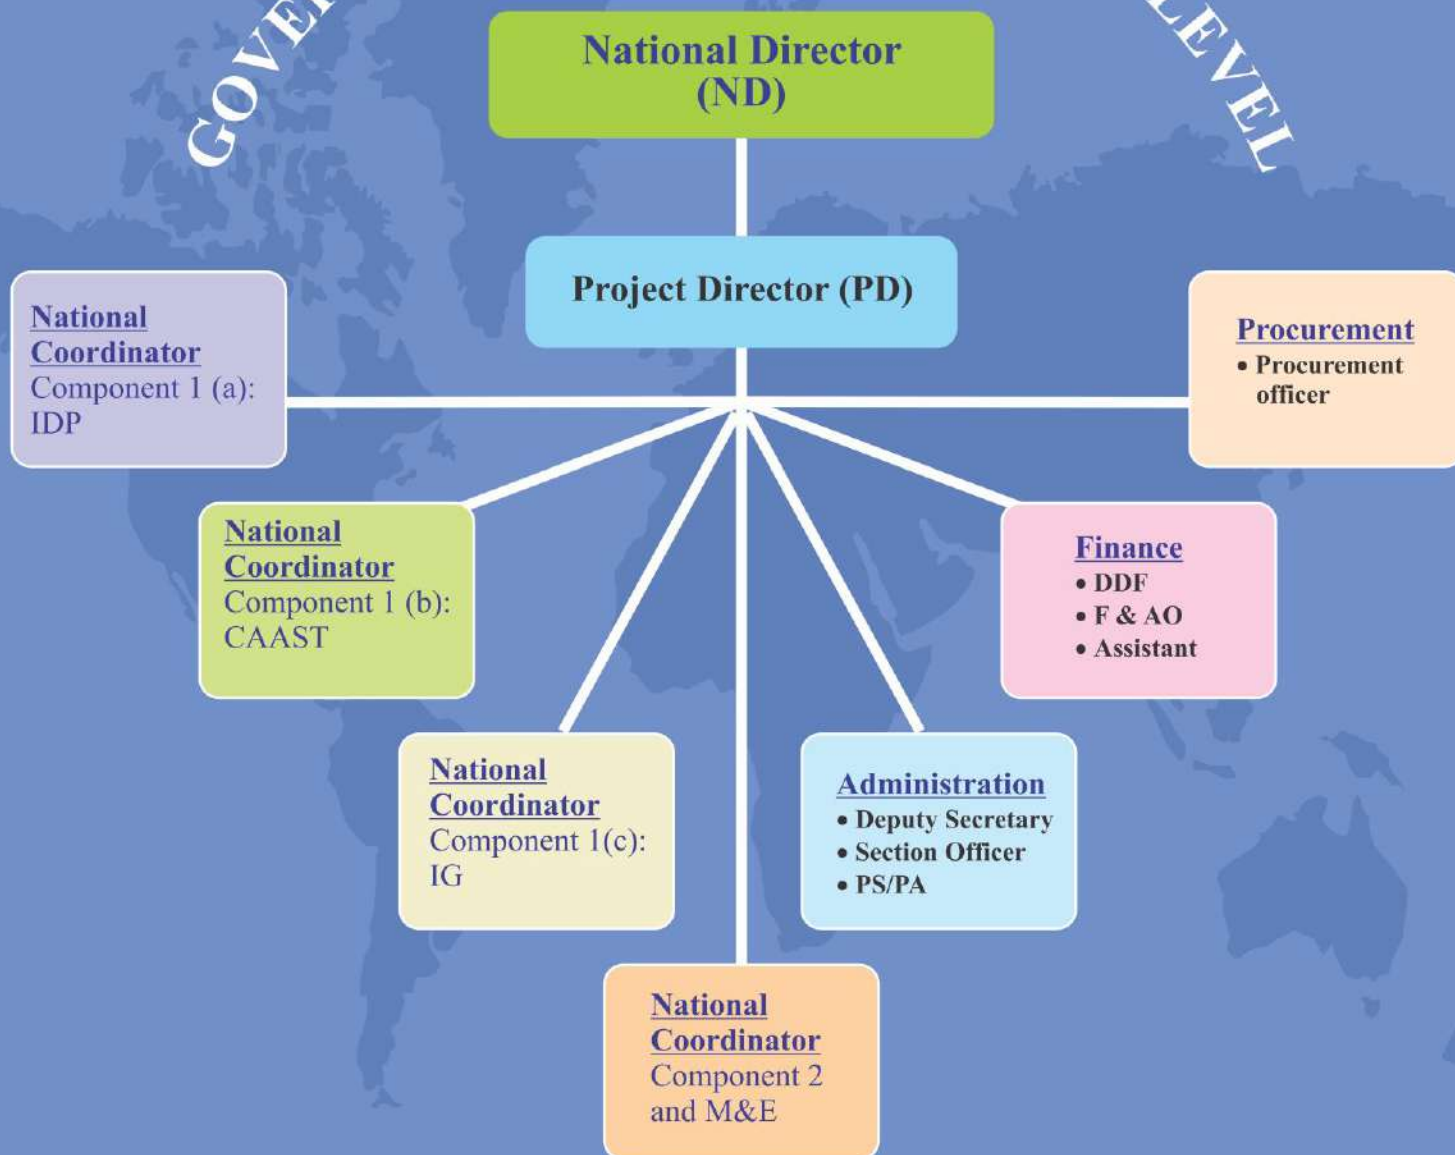 LEVEL
National Director
(ND)
Project Director (PD)
National
Coordinator
Component 1 (a):
IDP
Procurement
• Procurement
officer
National
Coordinator
Component 1 (b):
CAAST
Finance
• DDF
• F & AO
• Assistant
National
Coordinator
Component 1(c):
IG
Administration
• Deputy Secretary
• Section Officer
• PS/PA
National
Coordinator
Component 2
and M&E